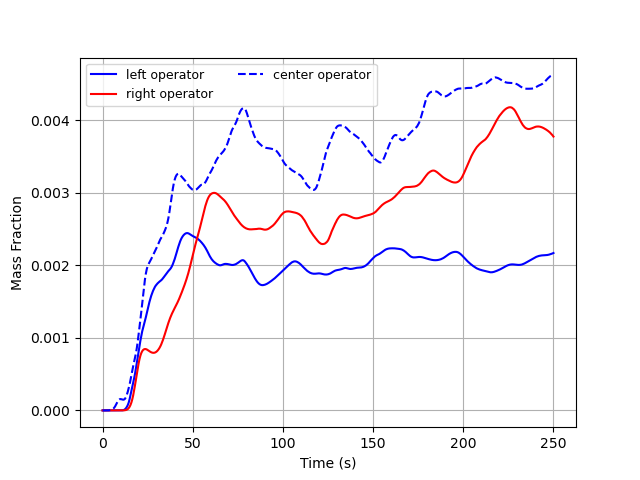 left operator
right operator
center operator
Mass Fraction
0.004
0.003
0.002
0.001
0.000
0 50 100 150 200 250
Time (s)